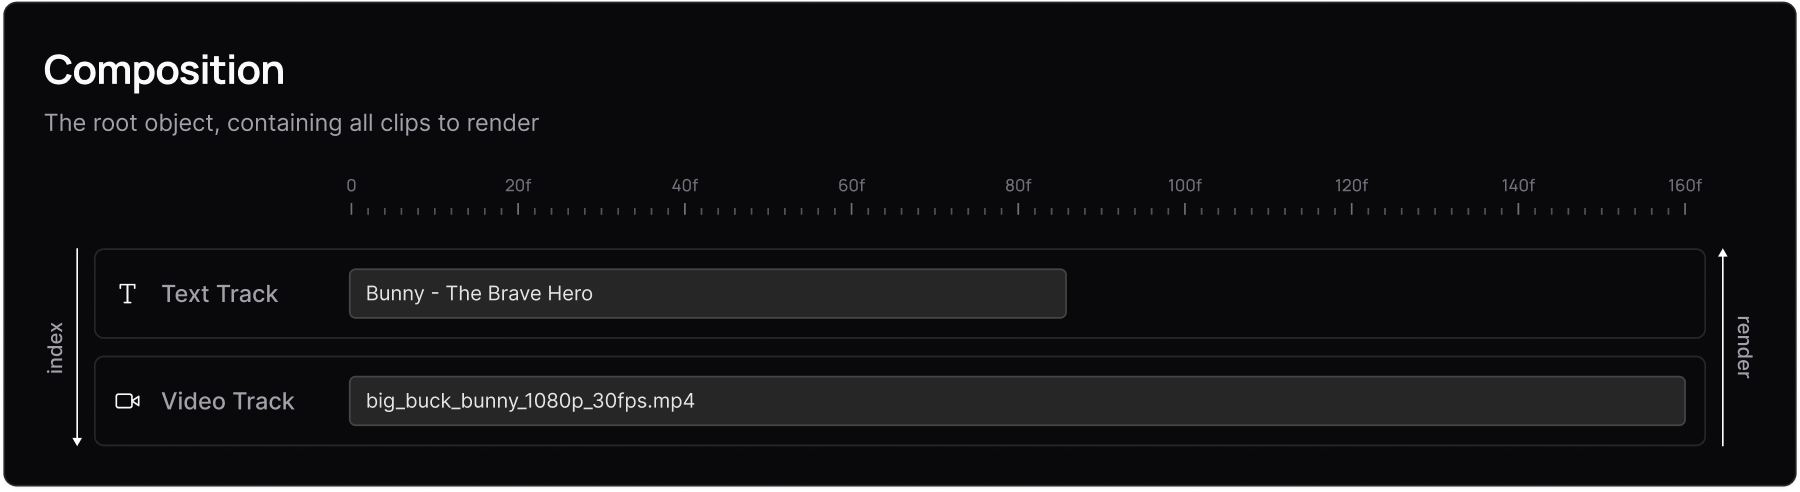 Composition
The root object, containing all clips to render
0 20f 40f 60f 80f 100f 120f 140f 160f
index
Text Track
Bunny - The Brave Hero
render
Video Track
big_buck_bunny_1080p_30fps.mp4